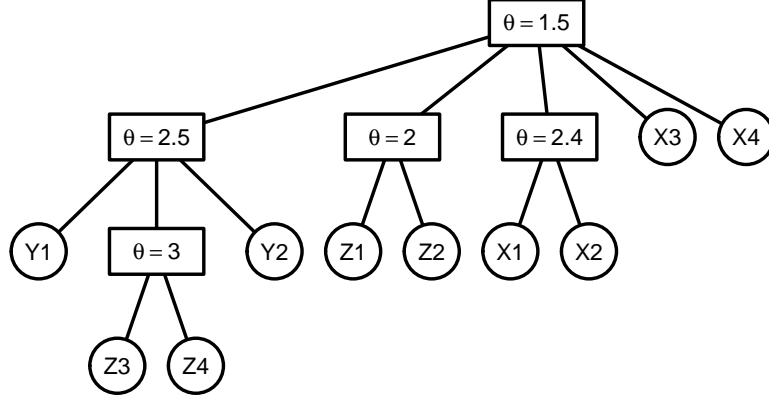 θ = 1.5
θ = 2.5
θ = 2
θ = 2.4
X3
X4
Y1
θ = 3
Y2
Z1
Z2
X1
X2
Z3
Z4